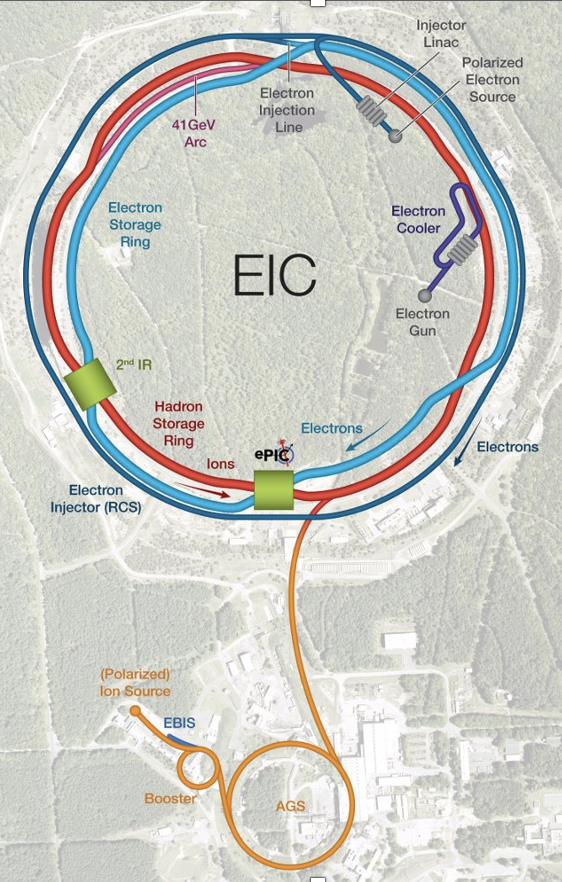 Injector
Linac
Polarized
Electron
Source
Electron
Injection
Line
41GeV
Arc
Electron
Storage
Ring
Electron
Cooler
EIC
Electron
Gun
2nd IR
Hadron
Storage
Ring
Electrons
ePIC
Electrons
Ions
Electron
Injector (RCS)
(Polarized)
Ion Source
EBIS
Booster
AGS